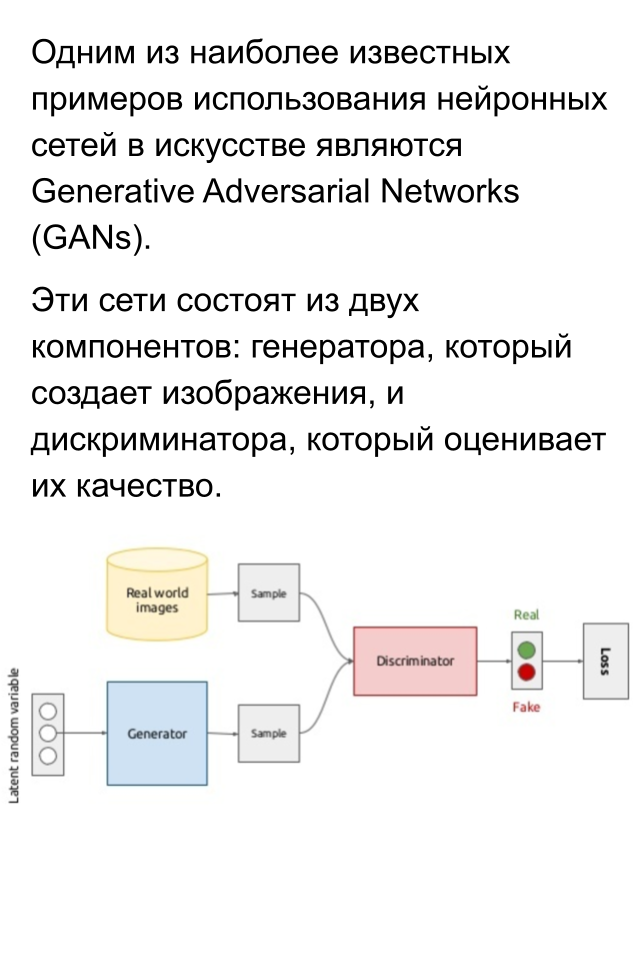 Одним из наиболее известных
примеров использования нейронных
сетей в искусстве являются
Generative Adversarial Networks
(GANs).
Эти сети состоят из двух
компонентов: генератора, который
создает изображения, и
дискриминатора, который оценивает
их качество.
Real world
images
Sample
Latent random variable
Generator
Sample
Discriminator
Real
Fake
Loss